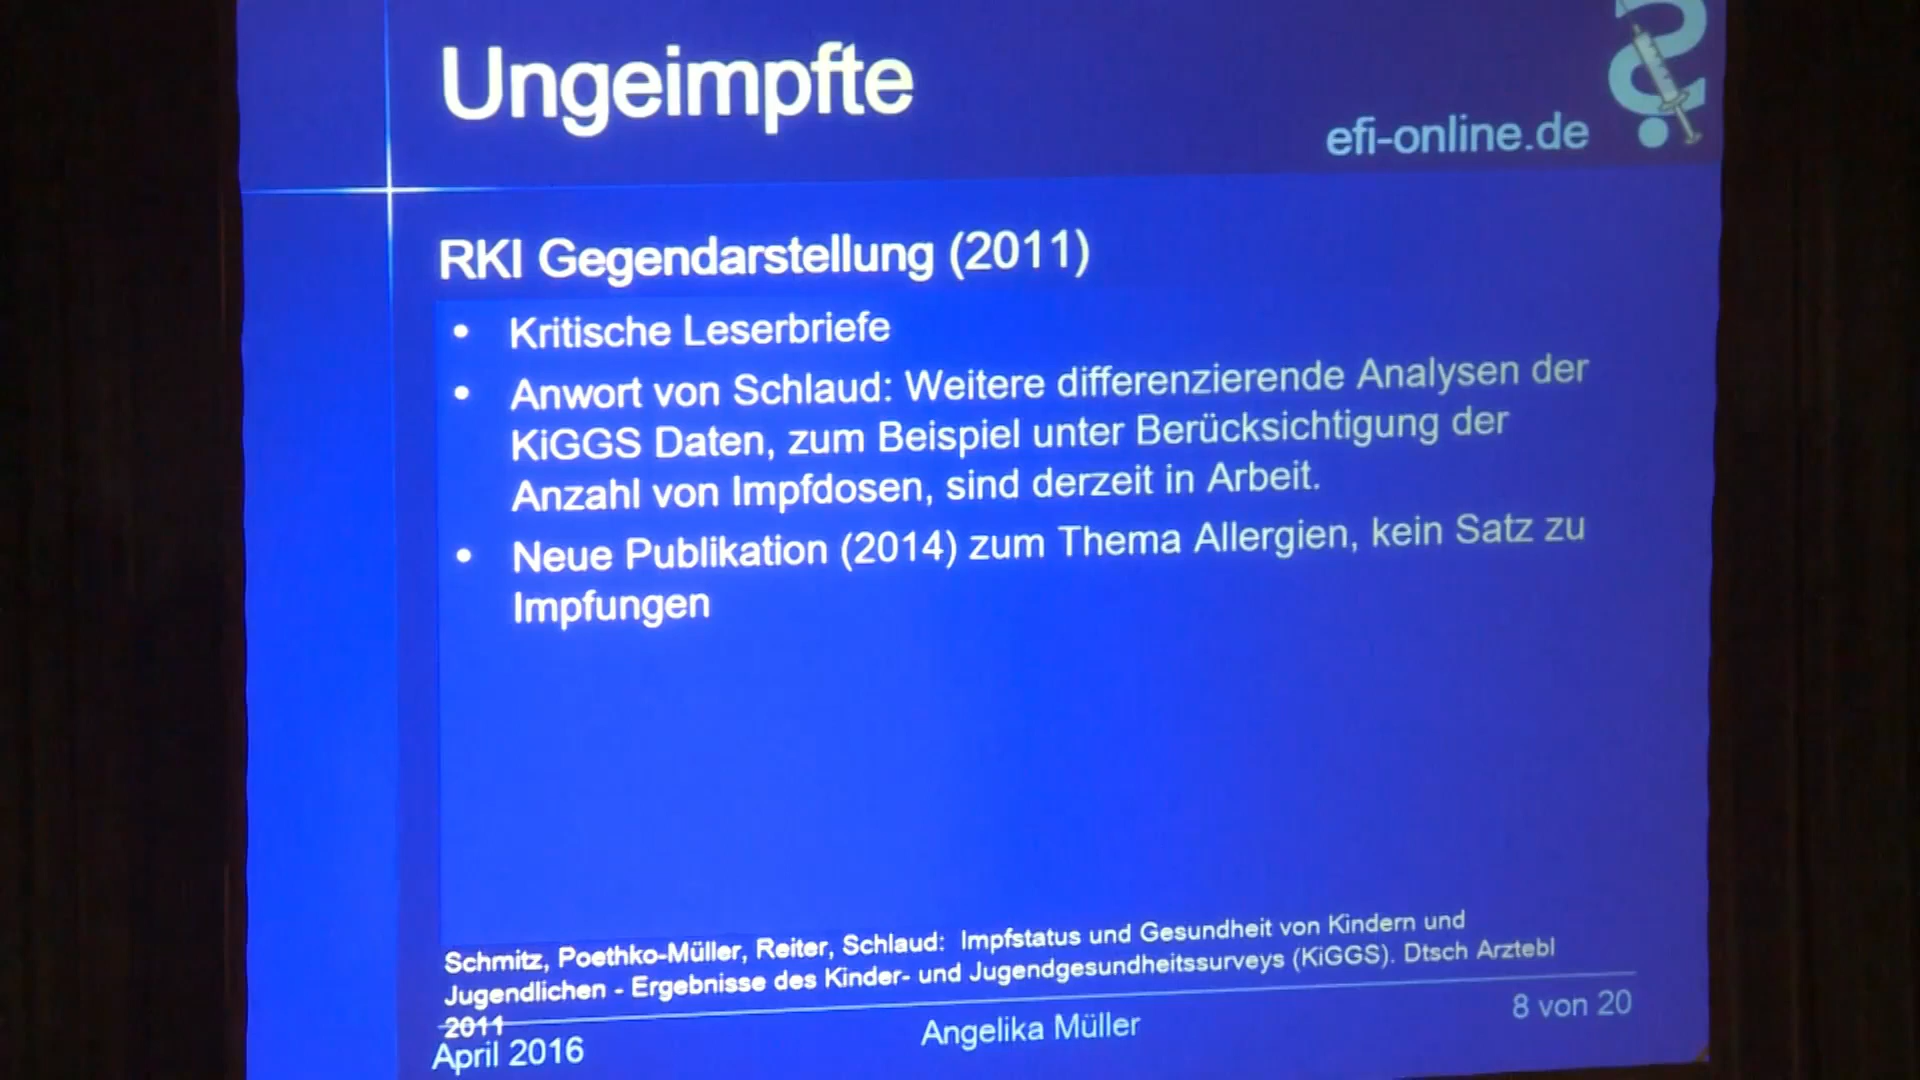 Ungeimpfte
efi-online.de
RKI Gegendarstellung (2011)
• Kritische Leserbriefe
• Anwort von Schlaud: Weitere differenzierende Analysen der
KiGGS Daten, zum Beispiel unter Berücksichtigung der
Anzahl von Impfdosen, sind derzeit in Arbeit.
• Neue Publikation (2014) zum Thema Allergien, kein Satz zu
Impfungen
Schmitz, Poethko-Müller, Reiter, Schlaud: Impfstatus und Gesundheit von Kindern und
Jugendlichen - Ergebnisse des Kinder- und Jugendgesundheitssurveys (KiGGS). Dtsch Arztebl
2011
April 2016
Angelika Müller
8 von 20